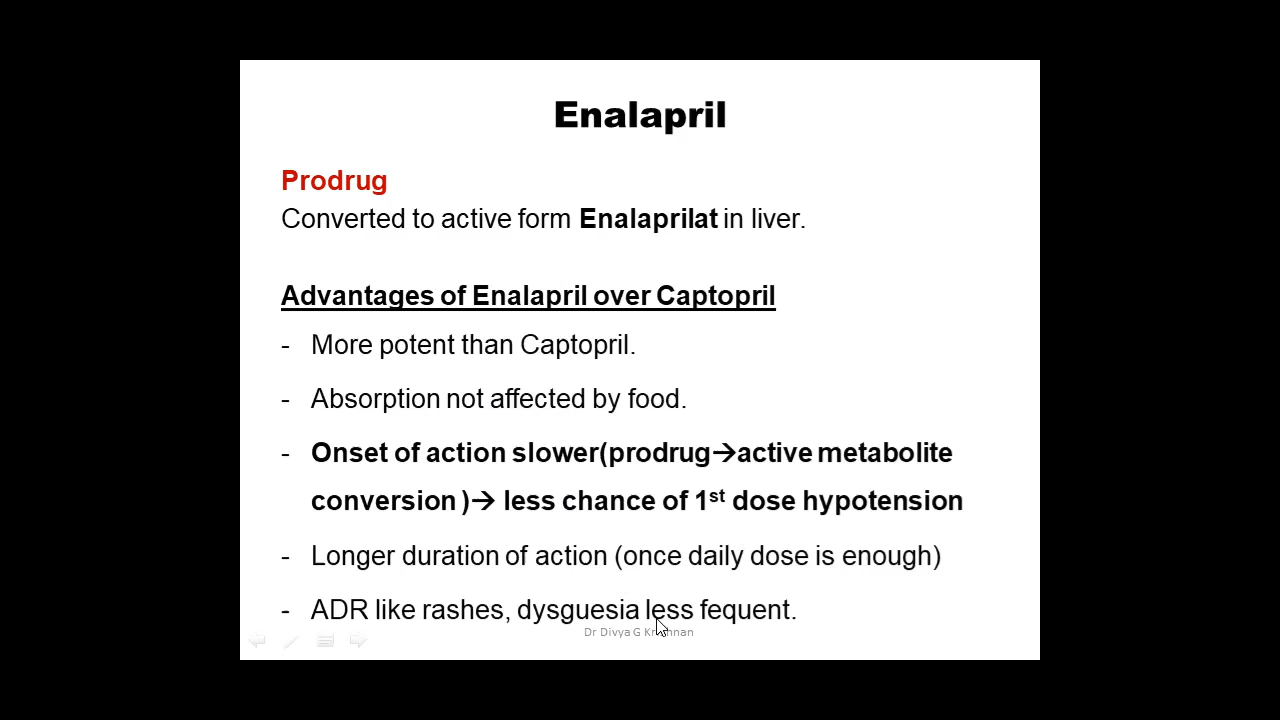 Enalapril
Prodrug
Converted to active form Enalaprilat in liver.
Advantages of Enalapril over Captopril
- More potent than Captopril.
- Absorption not affected by food.
- Onset of action slower(prodrug→active metabolite
conversion )→ less chance of 1st dose hypotension
- Longer duration of action (once daily dose is enough)
- ADR like rashes, dysguesia less fequent.
Dr Divya G Krishnan